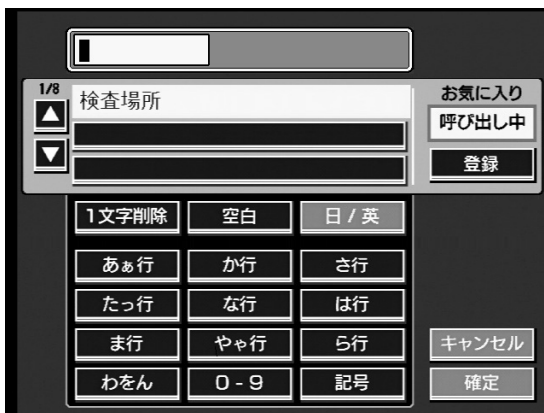 1/8
検査場所
お気に入り
呼び出し中
登録
1文字削除 空白 日/英
あぁ行 か行 さ行
たっ行 な行 は行
ま行 やゃ行 ら行 キャンセル
わをん 0-9 記号 確定